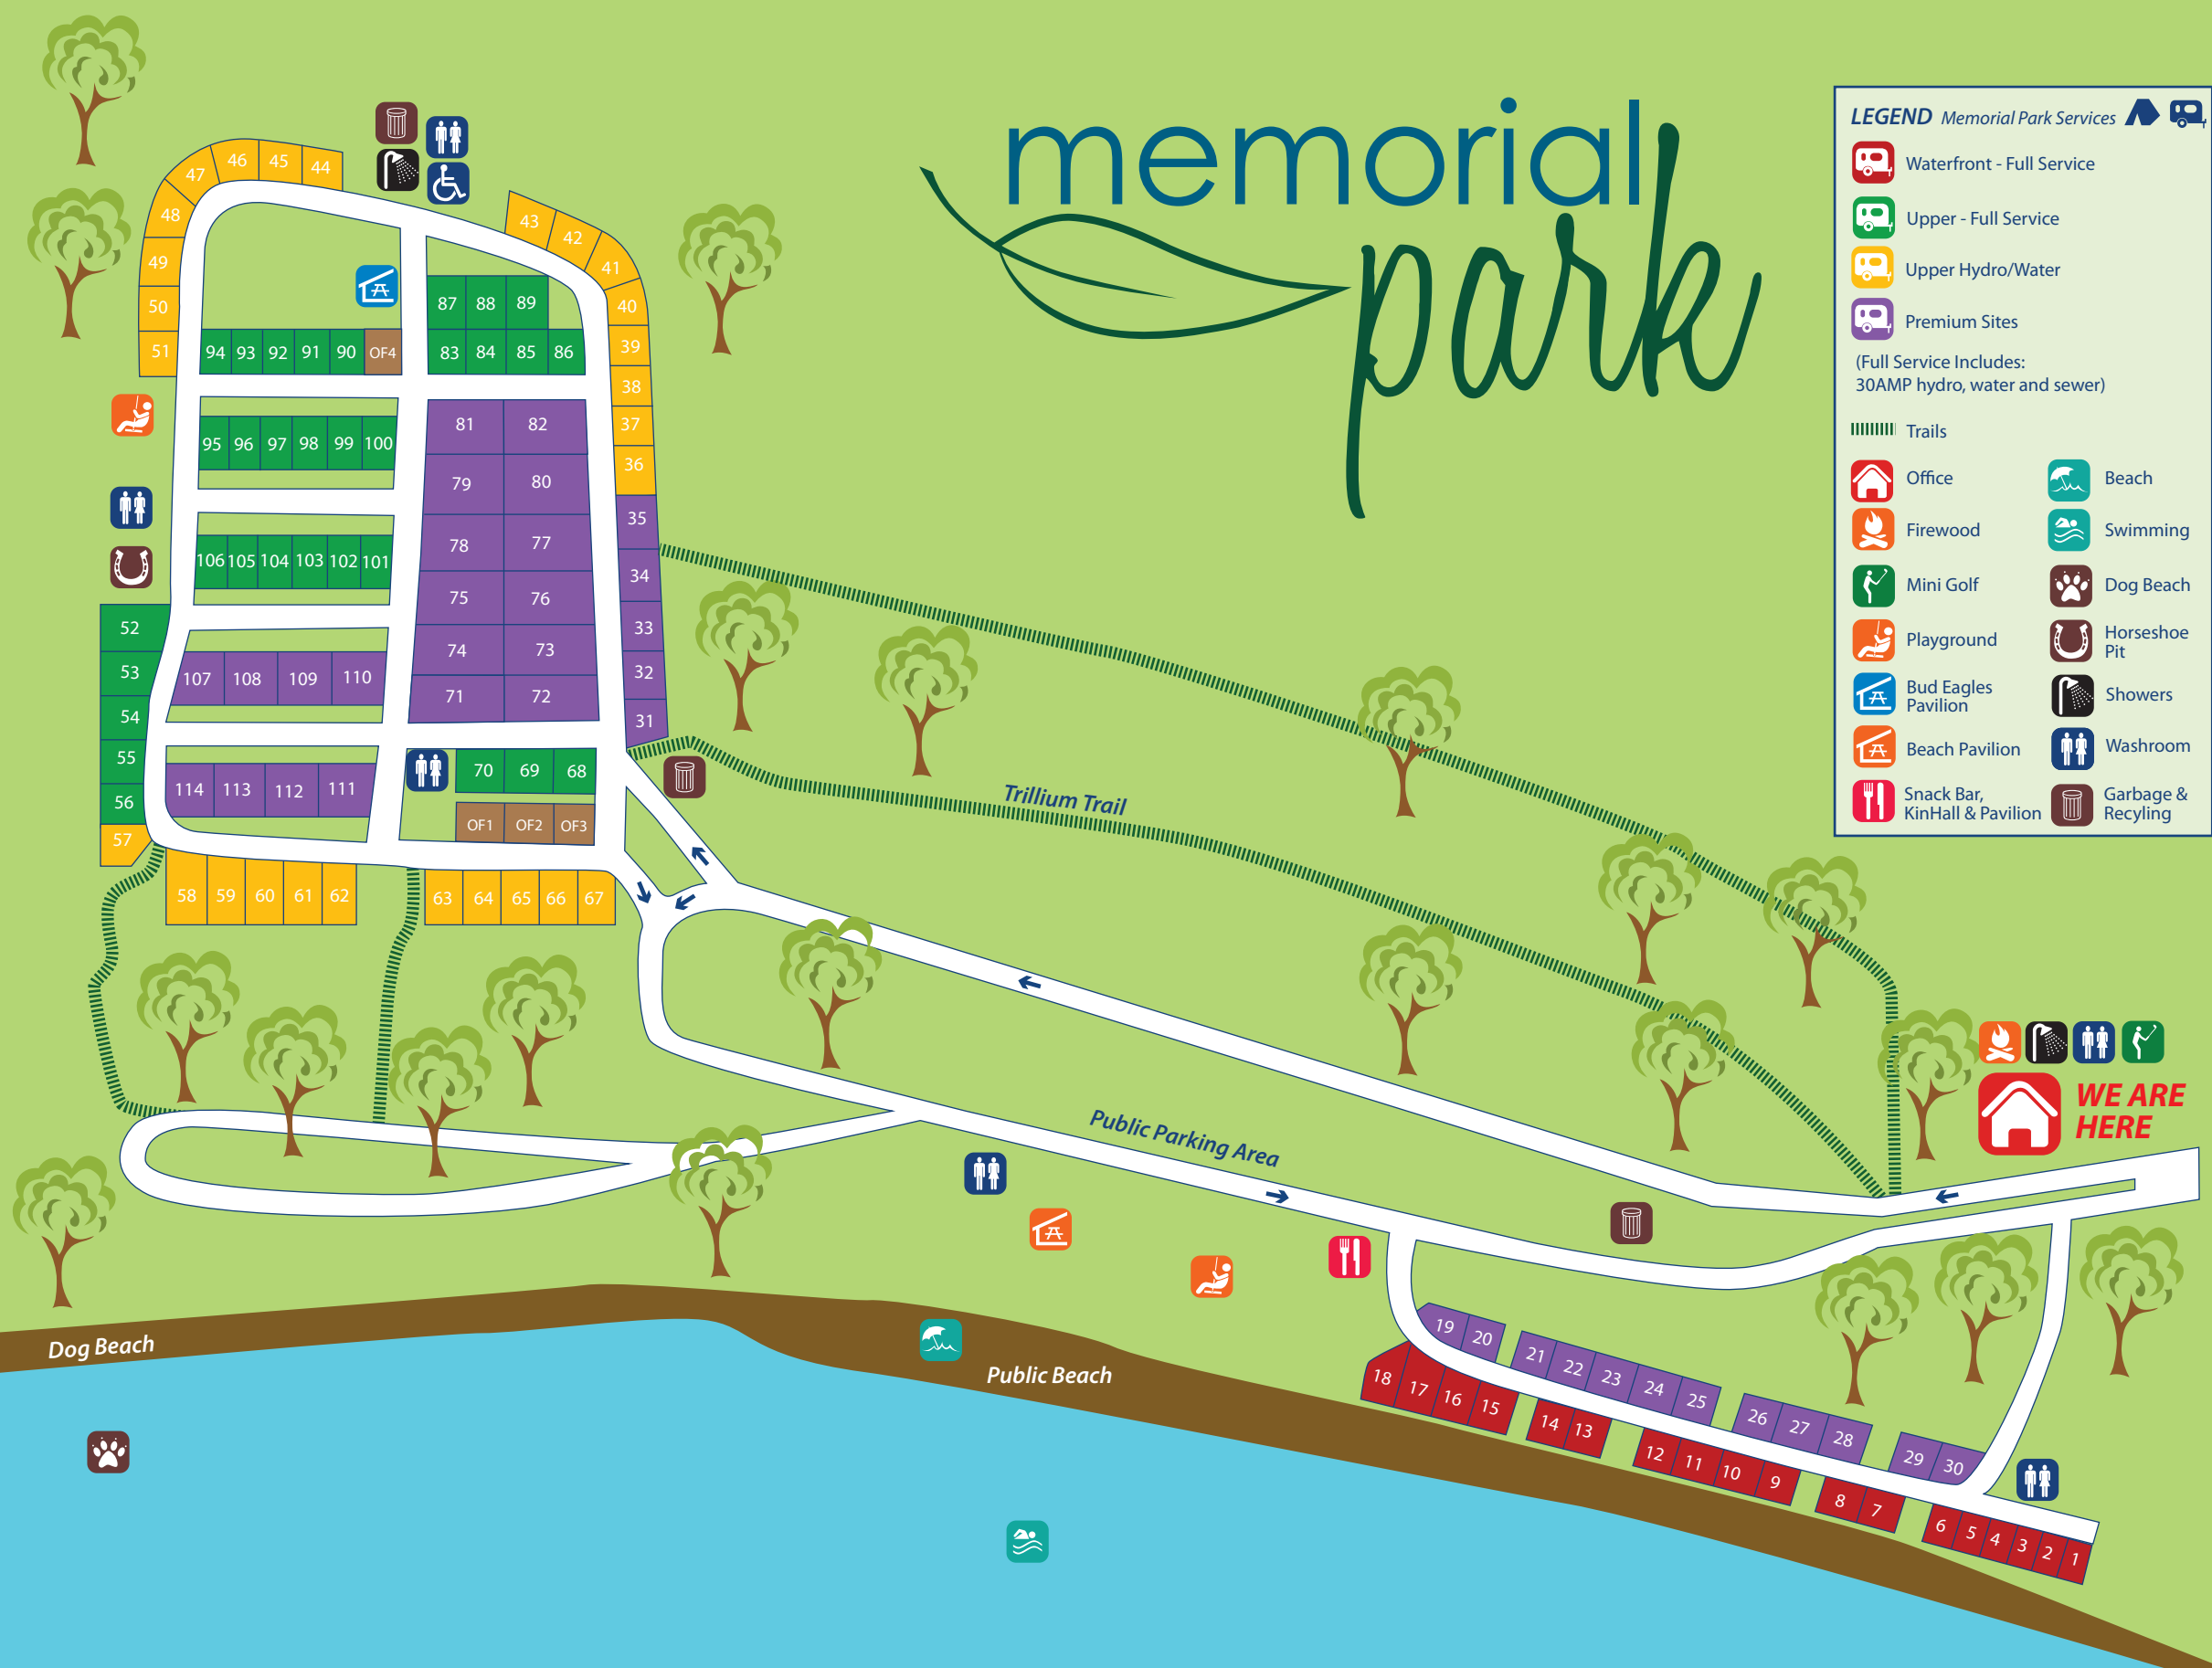 memorial
park
LEGEND Memorial Park Services
Waterfront - Full Service
Upper - Full Service
Upper Hydro/Water
Premium Sites
(Full Service Includes:
30AMP hydro, water and sewer)
Trails
Office
Beach
Firewood
Swimming
Mini Golf
Dog Beach
Playground
Horseshoe
Pit
Bud Eagles
Pavilion
Showers
Beach Pavilion
Washroom
Snack Bar,
KinHall & Pavilion
Garbage &
Recyling
47 46 45 44
48
49
50
51
43
42
41
40
39
38
37
36
35
34
33
32
31
87 88 89
94 93 92 91 90 OF4
83 84 85 86
95 96 97 98 99 100
81 82
79 80
78 77
106 105 104 103 102 101
75 76
74 73
71 72
52
53
54
55
56
57
107 108 109 110
114 113 112 111
70 69 68
OF1 OF2 OF3
58 59 60 61 62
63 64 65 66 67
Trillium Trail
WE ARE
HERE
Public Parking Area
Dog Beach
Public Beach
19 20
21 22 23 24 25
26 27 28
29 30
18 17 16 15
14 13
12 11 10 9
8 7
6 5 4 3 2 1